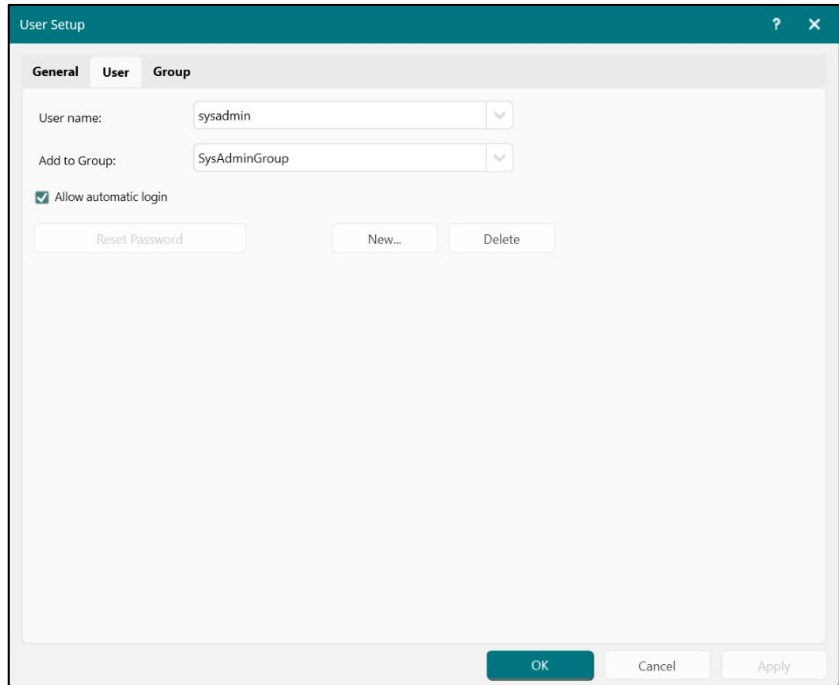 User Setup ?
General User Group
User name: sysadmin
Add to Group: SysAdminGroup
Allow automatic login
Reset Password New... Delete
OK Cancel Apply